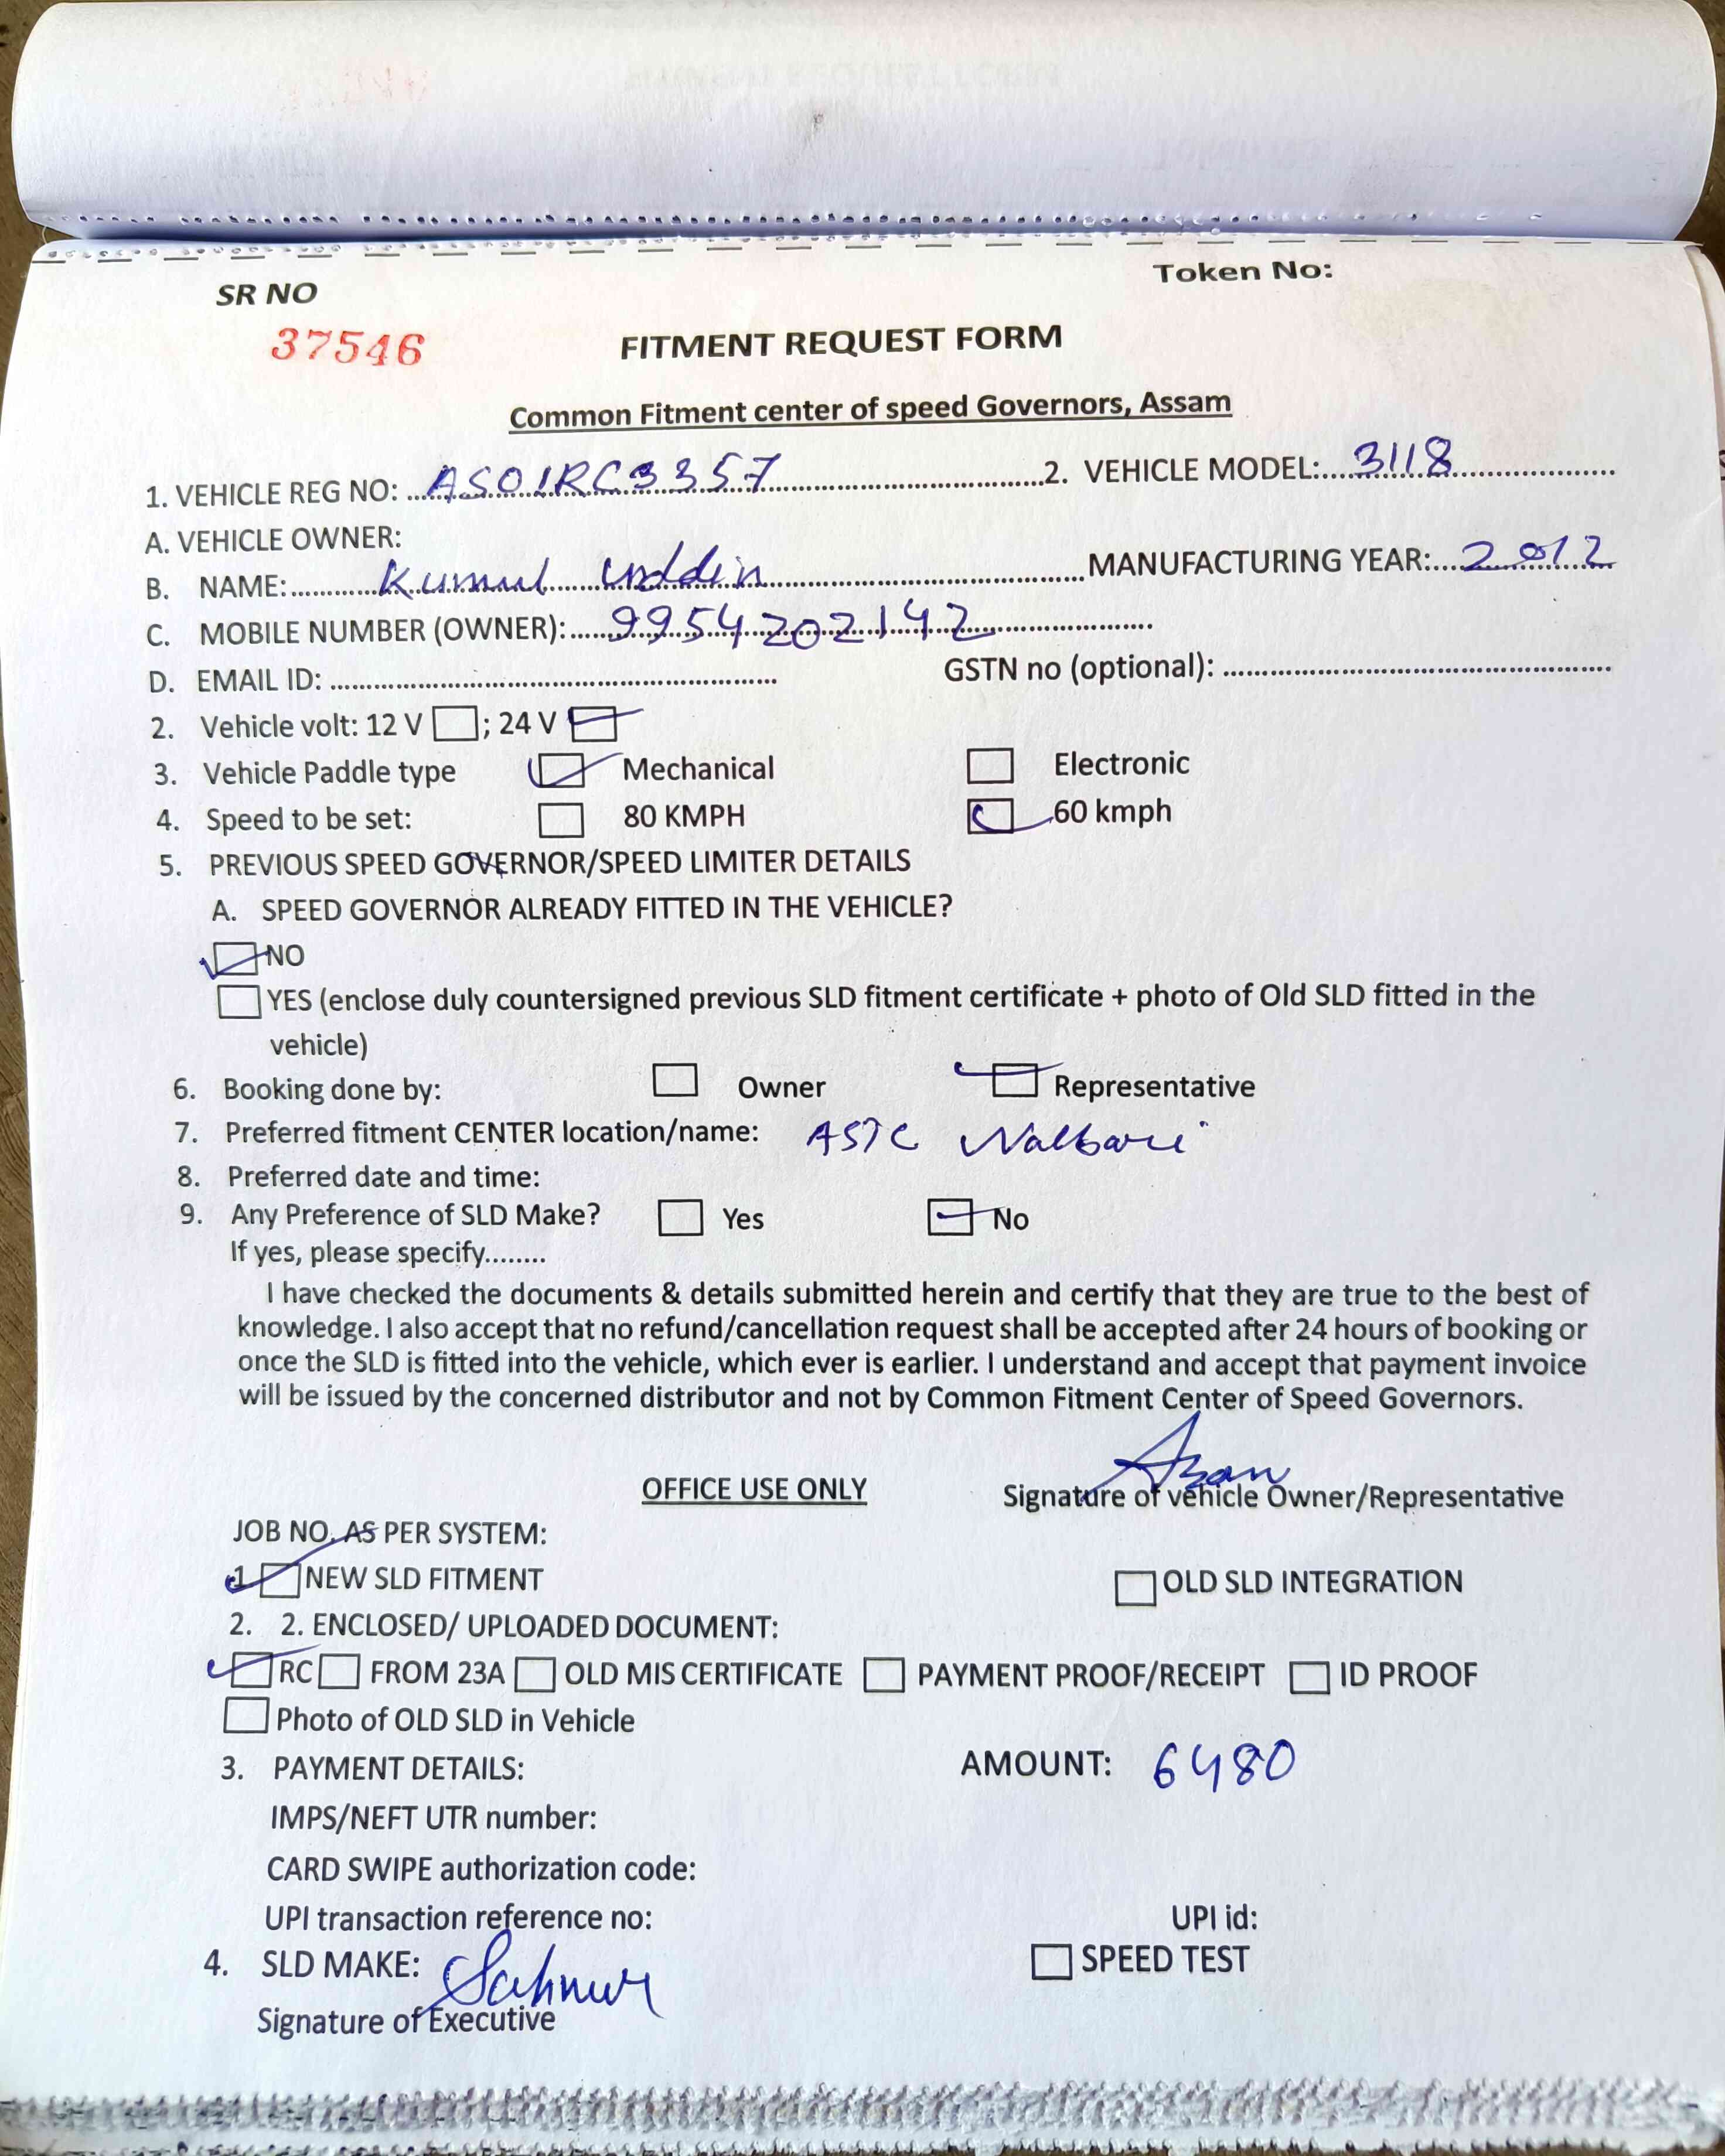 SR NO
Token No:
37546
FITMENT REQUEST FORM
Common Fitment center of speed Governors, Assam
1. VEHICLE REG NO: AS01RC3357 2. VEHICLE MODEL: 3118
A. VEHICLE OWNER:
B. NAME: Kumul Uddin MANUFACTURING YEAR: 2012
C. MOBILE NUMBER (OWNER): 9954202142
D. EMAIL ID: GSTN no (optional):
2. Vehicle volt: 12 V ; 24 V
3. Vehicle Paddle type Mechanical Electronic
4. Speed to be set: 80 KMPH 60 kmph
5. PREVIOUS SPEED GOVERNOR/SPEED LIMITER DETAILS
A. SPEED GOVERNOR ALREADY FITTED IN THE VEHICLE?
NO
YES (enclose duly countersigned previous SLD fitment certificate + photo of Old SLD fitted in the
vehicle)
6. Booking done by: Owner Representative
7. Preferred fitment CENTER location/name: ASTC Nalbari
8. Preferred date and time:
9. Any Preference of SLD Make? Yes No
If yes, please specify........
I have checked the documents & details submitted herein and certify that they are true to the best of
knowledge. I also accept that no refund/cancellation request shall be accepted after 24 hours of booking or
once the SLD is fitted into the vehicle, which ever is earlier. I understand and accept that payment invoice
will be issued by the concerned distributor and not by Common Fitment Center of Speed Governors.
OFFICE USE ONLY
Signature of vehicle Owner/Representative
JOB NO. AS PER SYSTEM:
1. NEW SLD FITMENT OLD SLD INTEGRATION
2. 2. ENCLOSED/ UPLOADED DOCUMENT:
RC FROM 23A OLD MIS CERTIFICATE PAYMENT PROOF/RECEIPT ID PROOF
Photo of OLD SLD in Vehicle
3. PAYMENT DETAILS: AMOUNT: 6480
IMPS/NEFT UTR number:
CARD SWIPE authorization code:
UPI transaction reference no: UPI id:
4. SLD MAKE: SPEED TEST
Signature of Executive